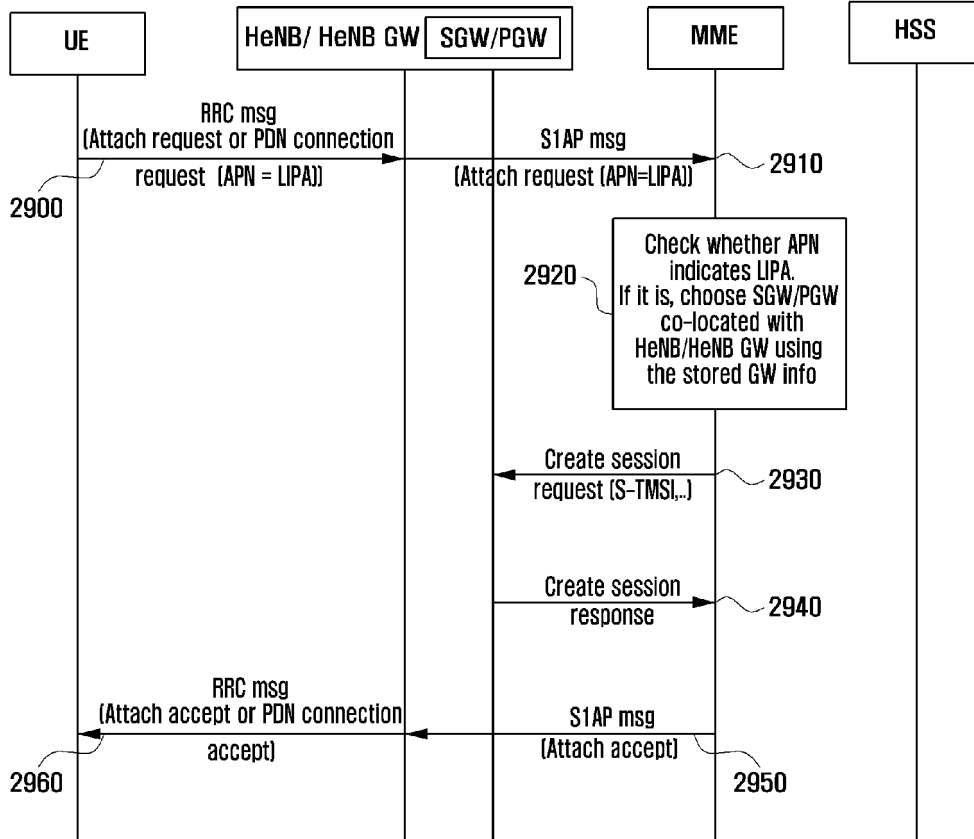 UE
HeNB/ HeNB GW
SGW/PGW
MME
HSS
RRC msg
(Attach request or PDN connection
request (APN = LIPA))
2900
S1AP msg
(Attach request (APN=LIPA))
2910
Check whether APN
indicates LIPA.
If it is, choose SGW/PGW
co-located with
HeNB/HeNB GW using
the stored GW info
2920
Create session
request (S-TMSI,..)
2930
Create session
response
2940
RRC msg
(Attach accept or PDN connection
accept)
2960
S1AP msg
(Attach accept)
2950